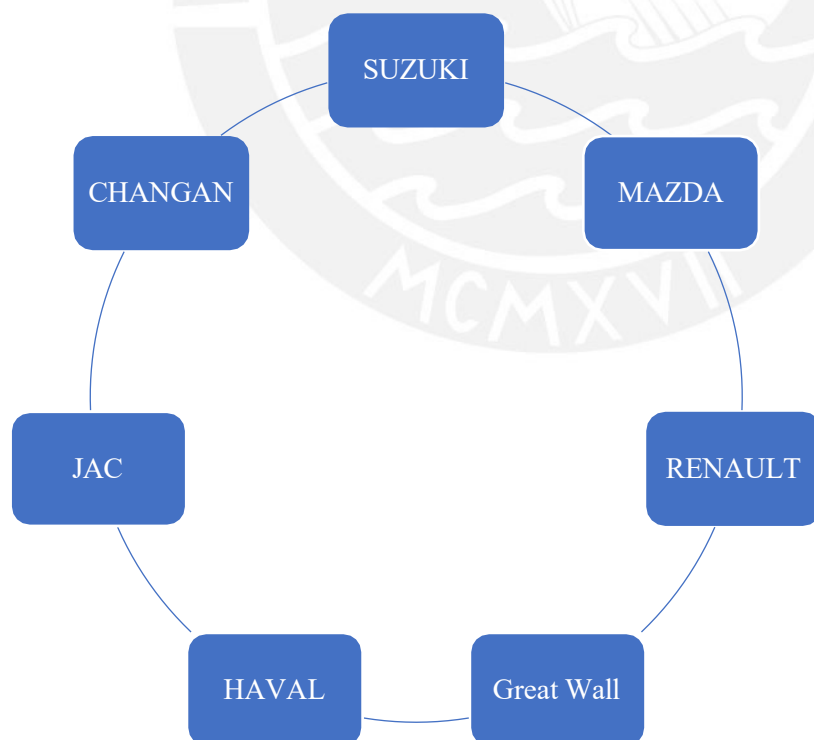 SUZUKI
MAZDA
RENAULT
Great Wall
HAVAL
JAC
CHANGAN
MCMXVII